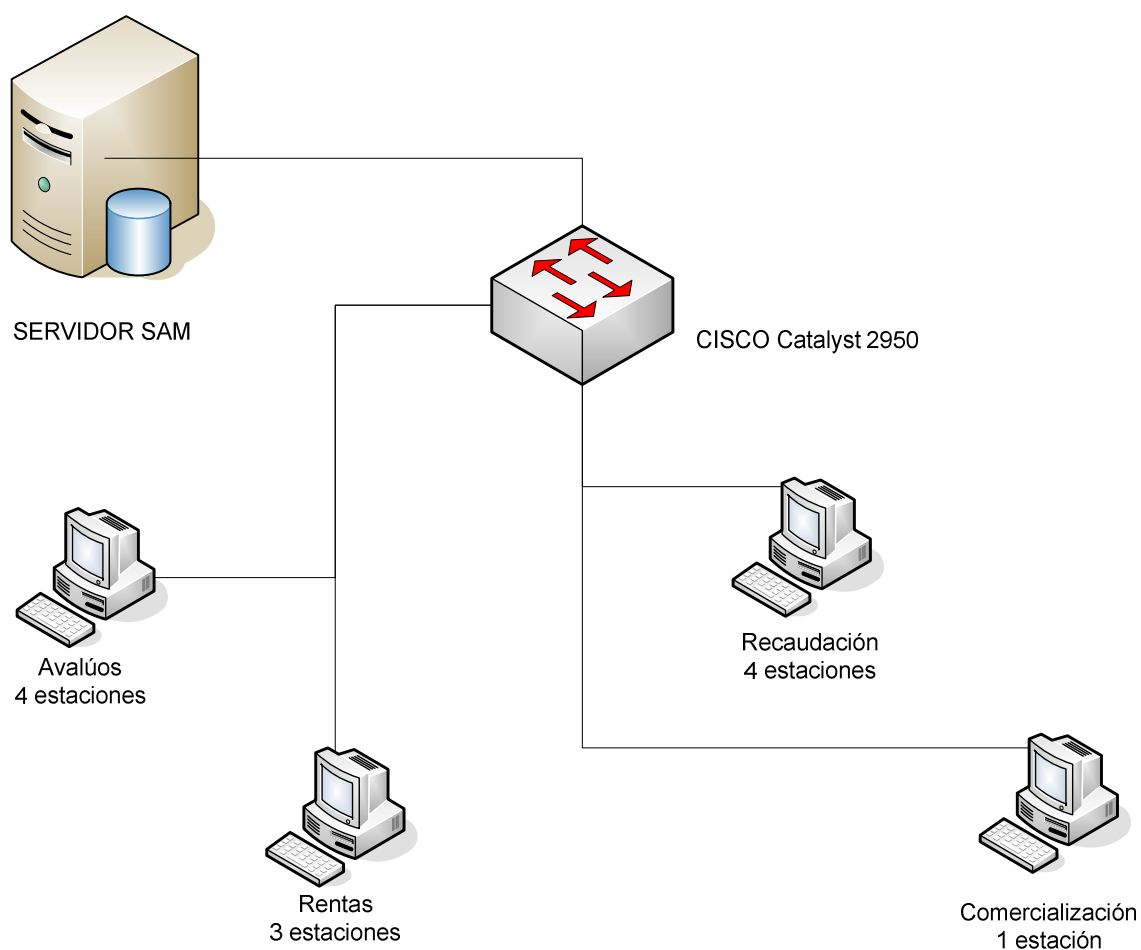 SERVIDOR SAM
CISCO Catalyst 2950
Avalúos
4 estaciones
Recaudación
4 estaciones
Rentas
3 estaciones
Comercialización
1 estación